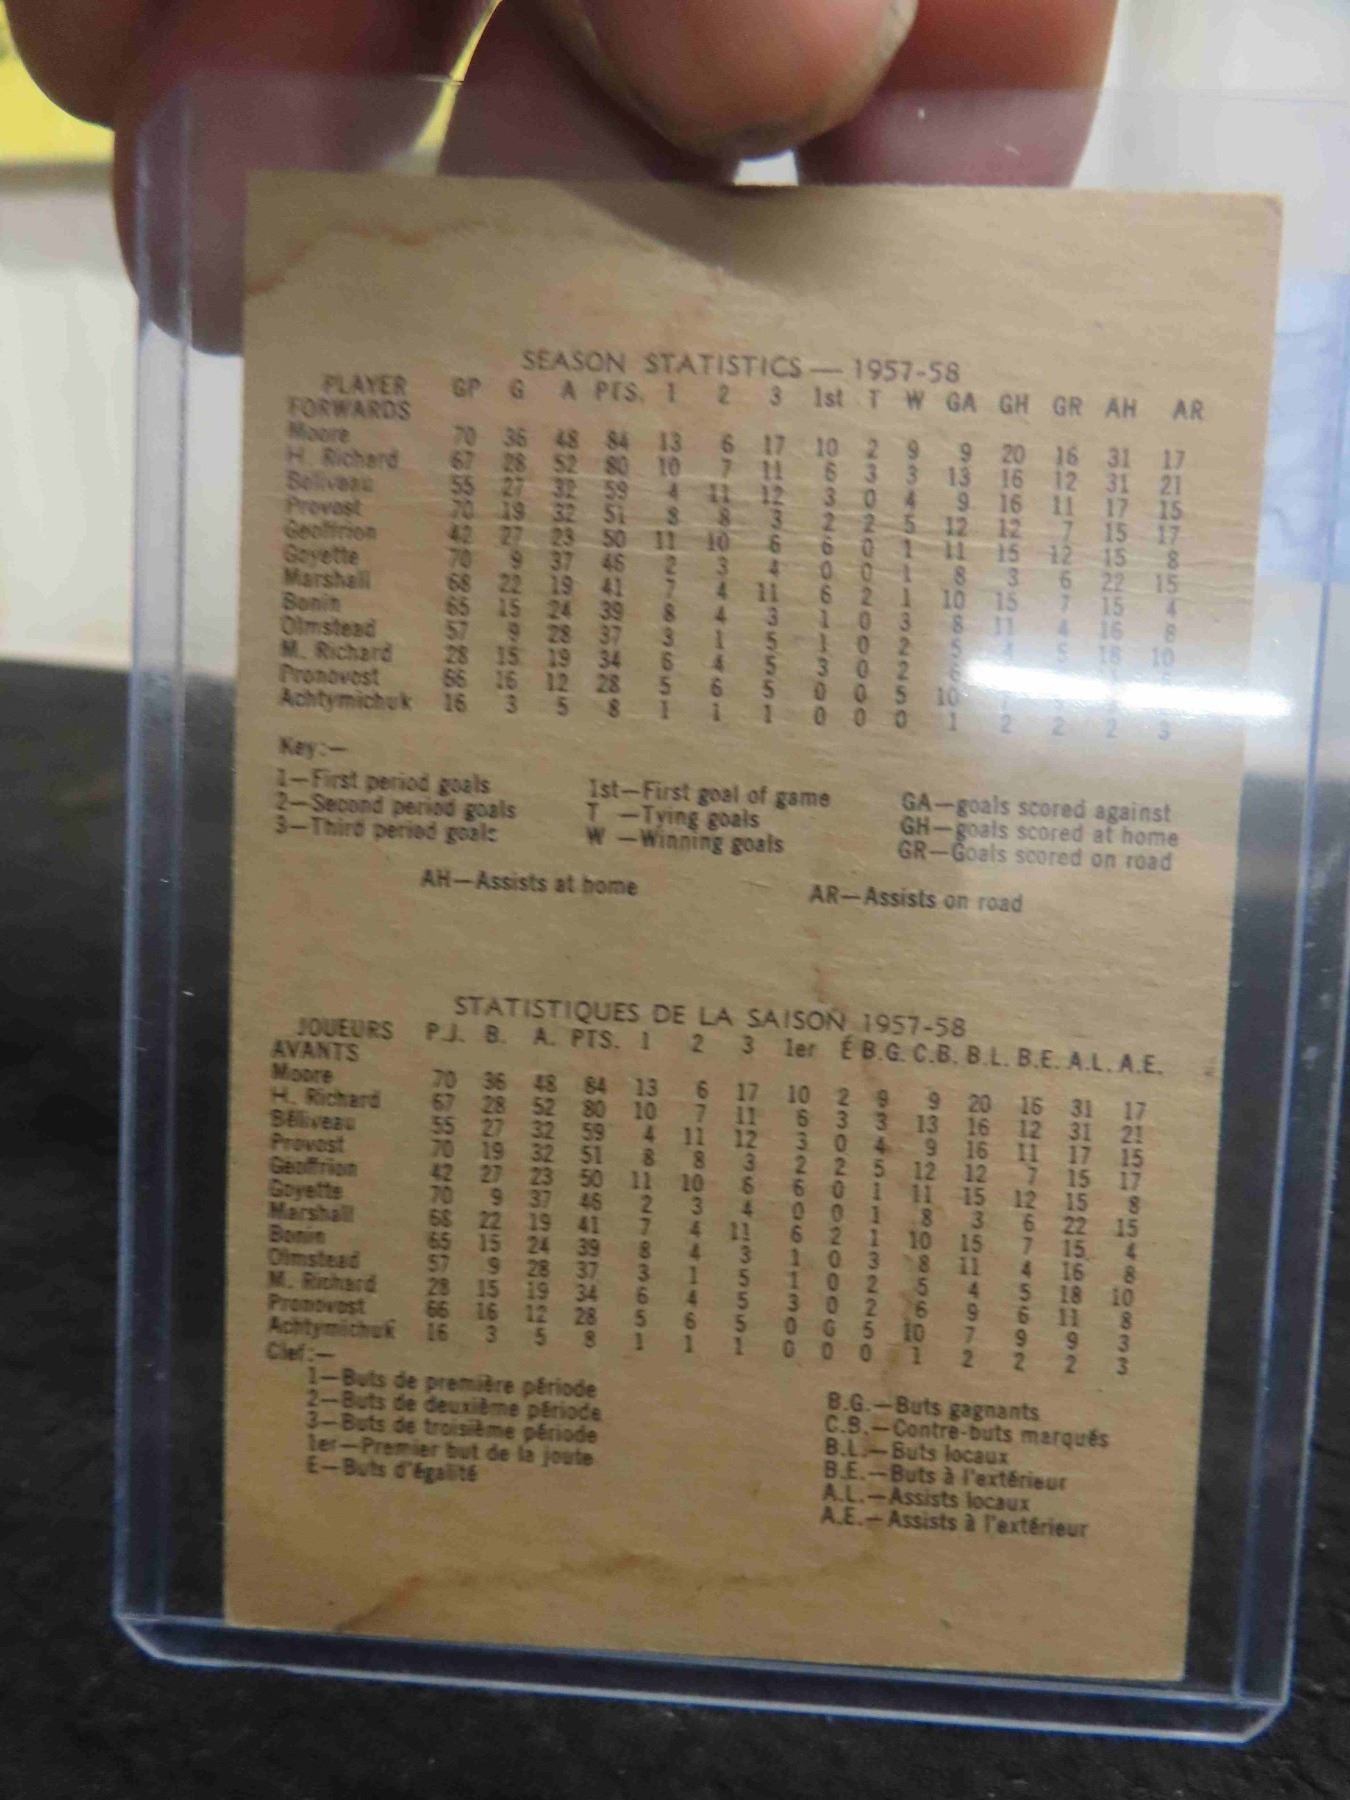 SEASON STATISTICS — 1957-58
PLAYER GP G A PTS. 1 2 3 1st T W GA GH GR AH AR
FORWARDS
Moore 70 36 48 84 13 6 17 10 2 9 9 20 16 31 17
H. Richard 67 28 52 80 10 7 11 6 3 3 13 16 12 31 21
Beliveau 55 27 32 59 4 11 12 3 0 4 9 16 11 17 15
Provost 70 19 32 51 8 8 3 2 2 5 12 12 7 15 17
Geoffrion 42 27 23 50 11 10 6 6 0 1 11 15 12 15 8
Goyette 70 9 37 46 2 3 4 0 0 1 8 3 6 22 15
Marshall 68 22 19 41 7 4 11 6 2 1 10 15 7 15 4
Bonin 65 15 24 39 8 4 3 1 0 3 8 11 4 16 8
Olmstead 57 9 28 37 3 1 5 1 0 2 5 4 5 18 10
M. Richard 28 15 19 34 6 4 5 3 0 2 6
Pronovost 66 16 12 28 5 6 5 0 0 5 10 7
Achtymichuk 16 3 5 8 1 1 1 0 0 0 1 2 2 2 3
Key:—
1—First period goals 1st—First goal of game GA—goals scored against
2—Second period goals T —Tying goals GH—goals scored at home
3—Third period goals W —Winning goals GR—Goals scored on road
AH—Assists at home AR—Assists on road
STATISTIQUES DE LA SAISON 1957-58
JOUEURS P.J. B. A. PTS. 1 2 3 1er É B.G. C.B. B.L. B.E. A.L. A.E.
AVANTS
Moore 70 36 48 84 13 6 17 10 2 9 9 20 16 31 17
H. Richard 67 28 52 80 10 7 11 6 3 3 13 16 12 31 21
Béliveau 55 27 32 59 4 11 12 3 0 4 9 16 11 17 15
Provost 70 19 32 51 8 8 3 2 2 5 12 12 7 15 17
Geoffrion 42 27 23 50 11 10 6 6 0 1 11 15 12 15 8
Goyette 70 9 37 46 2 3 4 0 0 1 8 3 6 22 15
Marshall 68 22 19 41 7 4 11 6 2 1 10 15 7 15 4
Bonin 65 15 24 39 8 4 3 1 0 3 8 11 4 16 8
Olmstead 57 9 28 37 3 1 5 1 0 2 5 4 5 18 10
M. Richard 28 15 19 34 6 4 5 3 0 2 6 9 6 11 8
Pronovost 66 16 12 28 5 6 5 0 0 5 10 7 9 9 3
Achtymichuk 16 3 5 8 1 1 1 0 0 0 1 2 2 2 3
Clef:—
1—Buts de première période
2—Buts de deuxième période
3—Buts de troisième période
1er—Premier but de la joute
E—Buts d'égalité
B.G.—Buts gagnants
C.B.—Contre-buts marqués
B.L.—Buts locaux
B.E.—Buts à l'extérieur
A.L.—Assists locaux
A.E.—Assists à l'extérieur